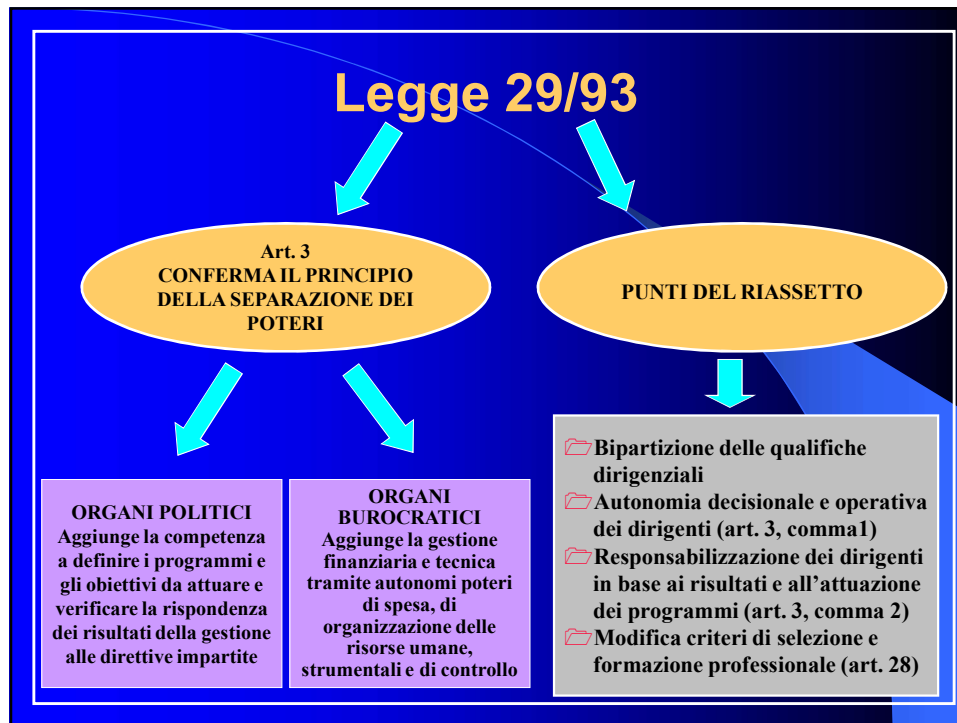 Legge 29/93
Art. 3
CONFERMA IL PRINCIPIO
DELLA SEPARAZIONE DEI
POTERI
PUNTI DEL RIASSETTO
ORGANI POLITICI
Aggiunge la competenza
a definire i programmi e
gli obiettivi da attuare e
verificare la rispondenza
dei risultati della gestione
alle direttive impartite
ORGANI
BUROCRATICI
Aggiunge la gestione
finanziaria e tecnica
tramite autonomi poteri
di spesa, di
organizzazione delle
risorse umane,
strumentali e di controllo
Bipartizione delle qualifiche
dirigenziali
Autonomia decisionale e operativa
dei dirigenti (art. 3, comma1)
Responsabilizzazione dei dirigenti
in base ai risultati e all’attuazione
dei programmi (art. 3, comma 2)
Modifica criteri di selezione e
formazione professionale (art. 28)